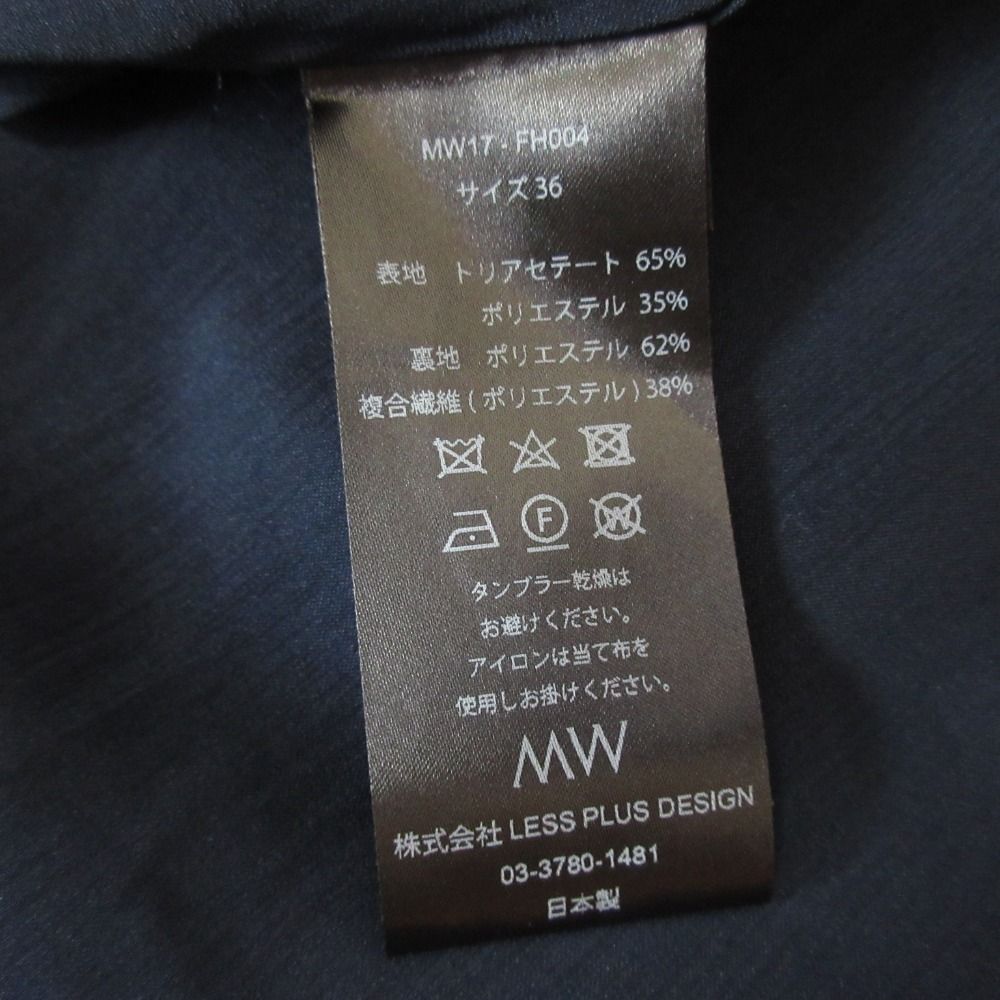 MW17 - FH004
サイズ 36
表地 トリアセテート 65%
ポリエステル 35%
裏地 ポリエステル 62%
複合繊維 ( ポリエステル ) 38%
F W
タンブラー乾燥は
お避けください。
アイロンは当て布を
使用しお掛けください。
MW
株式会社 LESS PLUS DESIGN
03-3780-1481
日本製